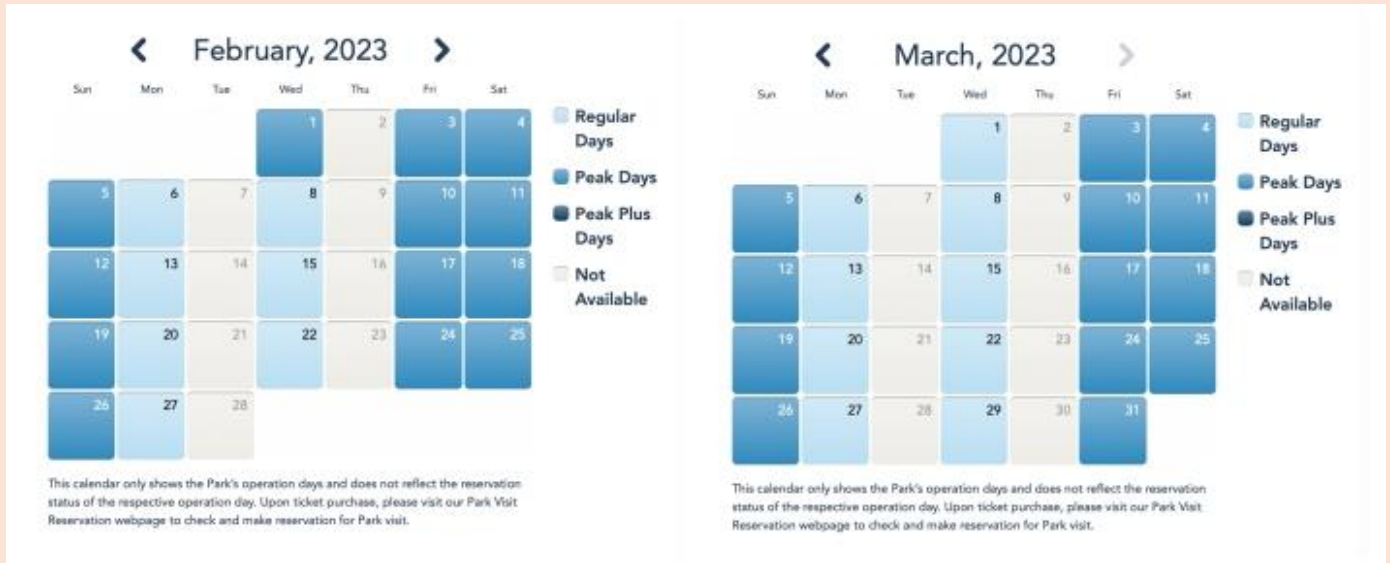 February, 2023
Sun Mon Tue Wed Thu Fri Sat
1 2 3 4
5 6 7 8 9 10 11
12 13 14 15 16 17 18
19 20 21 22 23 24 25
26 27 28
Regular
Days
Peak Days
Peak Plus
Days
Not
Available
This calendar only shows the Park's operation days and does not reflect the reservation
status of the respective operation day. Upon ticket purchase, please visit our Park Visit
Reservation webpage to check and make reservation for Park visit.
March, 2023
Sun Mon Tue Wed Thu Fri Sat
1 2 3 4
5 6 7 8 9 10 11
12 13 14 15 16 17 18
19 20 21 22 23 24 25
26 27 28 29 30 31
Regular
Days
Peak Days
Peak Plus
Days
Not
Available
This calendar only shows the Park's operation days and does not reflect the reservation
status of the respective operation day. Upon ticket purchase, please visit our Park Visit
Reservation webpage to check and make reservation for Park visit.